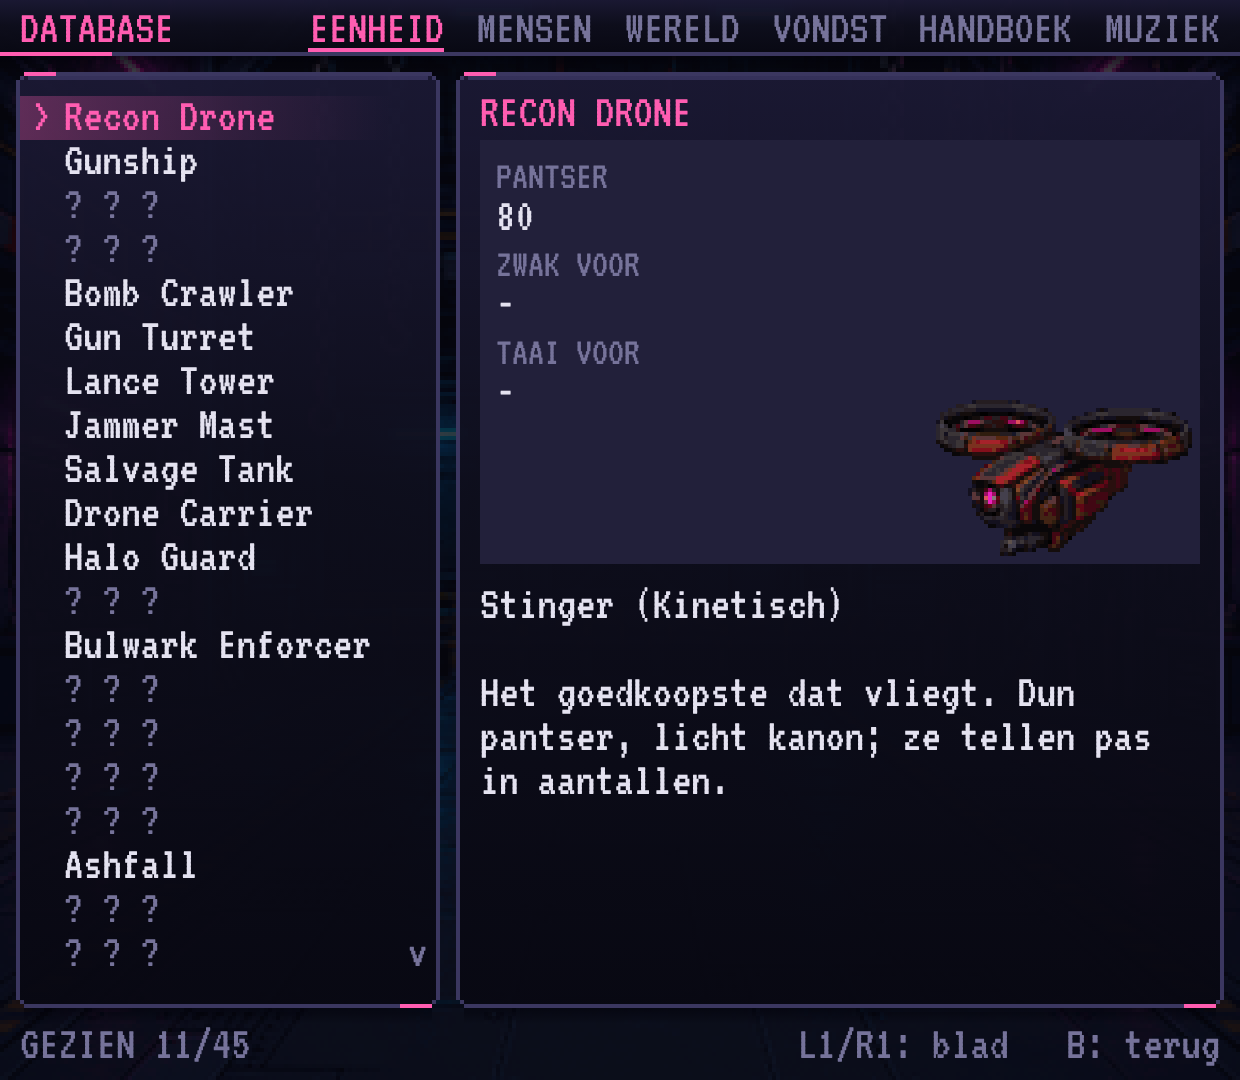 DATABASE EENHEID MENSEN WERELD VONDST HANDBOEK MUZIEK
> Recon Drone
Gunship
? ? ?
? ? ?
Bomb Crawler
Gun Turret
Lance Tower
Jammer Mast
Salvage Tank
Drone Carrier
Halo Guard
? ? ?
Bulwark Enforcer
? ? ?
? ? ?
? ? ?
? ? ?
Ashfall
? ? ?
? ? ? v
RECON DRONE
PANTSER
80
ZWAK VOOR
-
TAAI VOOR
-
Stinger (Kinetisch)
Het goedkoopste dat vliegt. Dun
pantser, licht kanon; ze tellen pas
in aantallen.
GEZIEN 11/45 L1/R1: blad B: terug